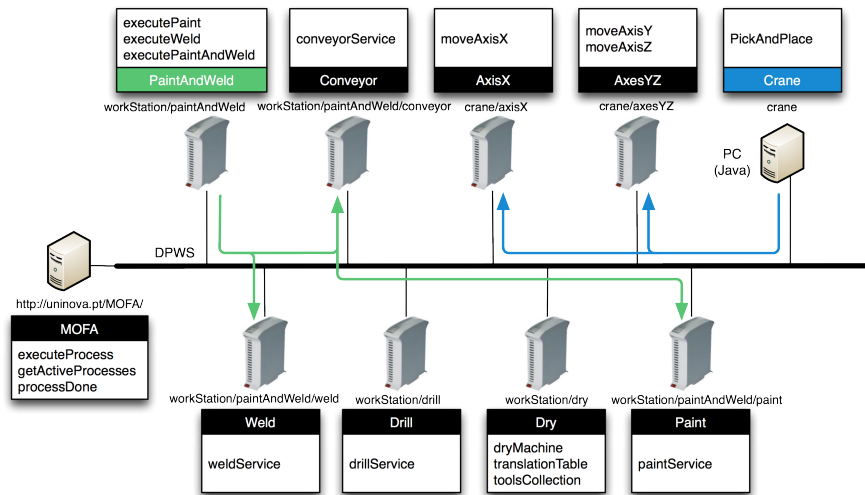 executePaint
executeWeld
executePaintAndWeld
PaintAndWeld
workStation/paintAndWeld
conveyorService
Conveyor
workStation/paintAndWeld/conveyor
moveAxisX
AxisX
crane/axisX
moveAxisY
moveAxisZ
AxesYZ
crane/axesYZ
PickAndPlace
Crane
crane
PC
(Java)
DPWS
http://uninova.pt/MOFA/
MOFA
executeProcess
getActiveProcesses
processDone
workStation/paintAndWeld/weld
Weld
weldService
workStation/drill
Drill
drillService
workStation/dry
Dry
dryMachine
translationTable
toolsCollection
workStation/paintAndWeld/paint
Paint
paintService